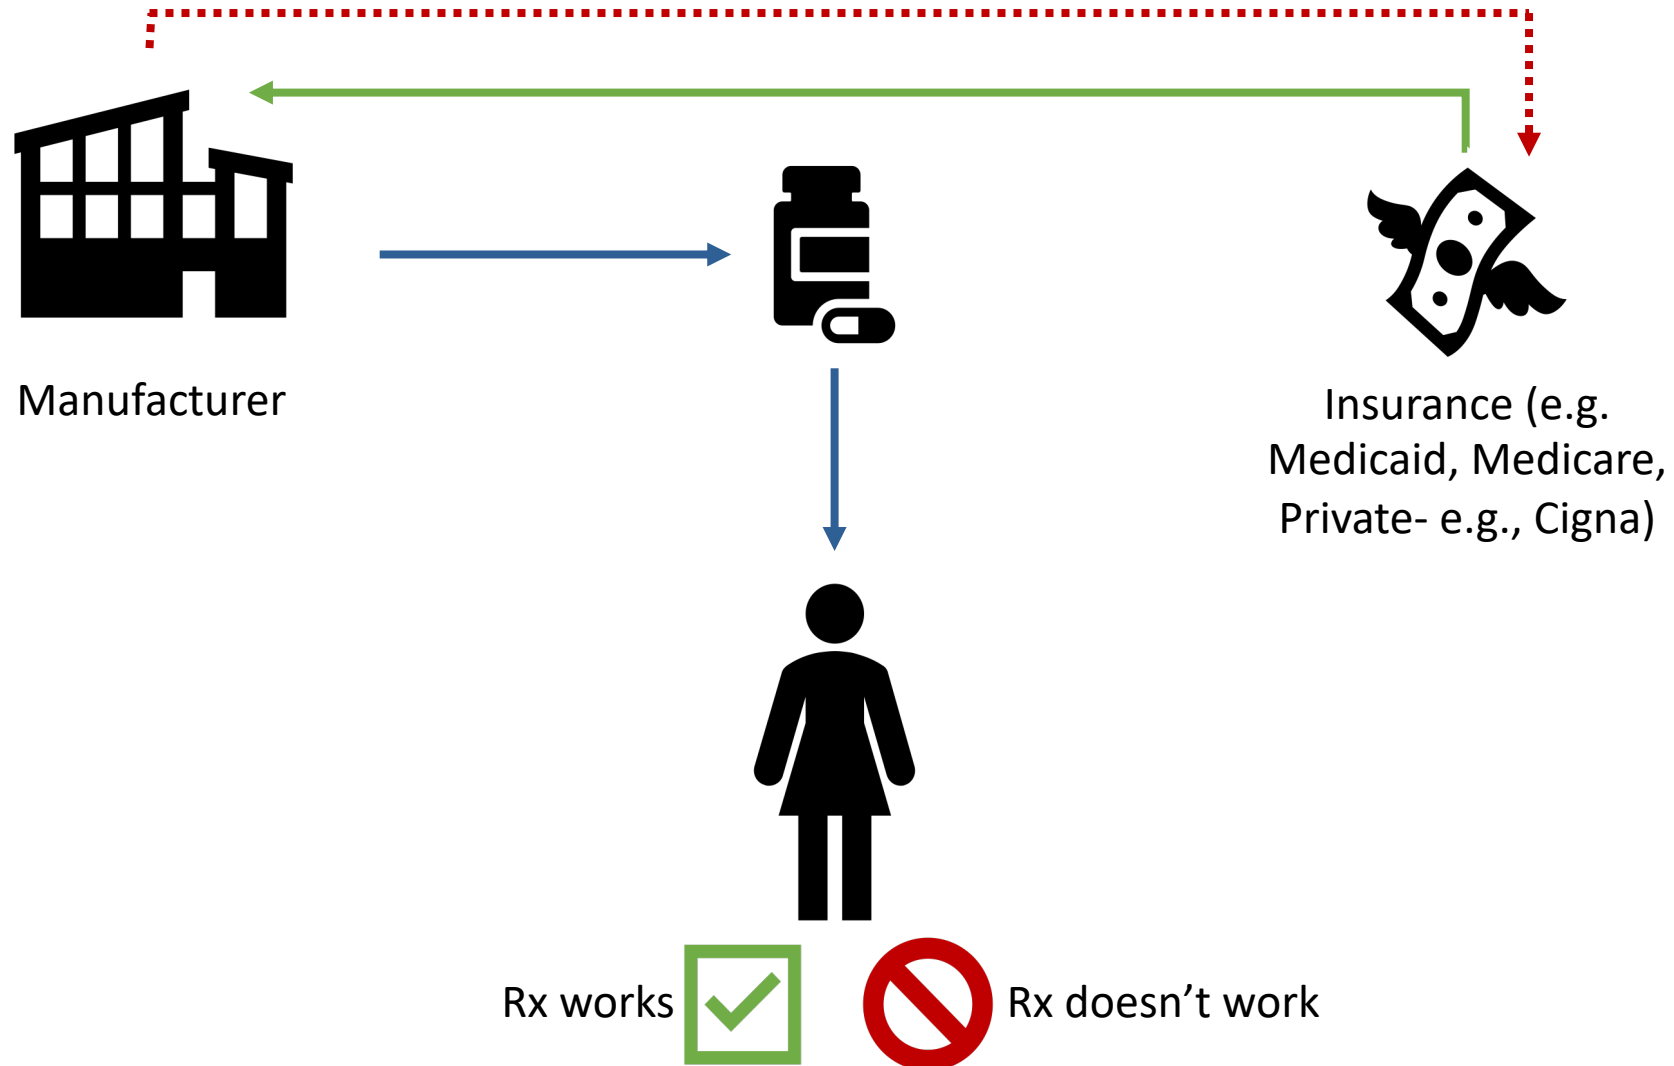 Manufacturer
Insurance (e.g.
Medicaid, Medicare,
Private- e.g., Cigna)
Rx works
Rx doesn’t work